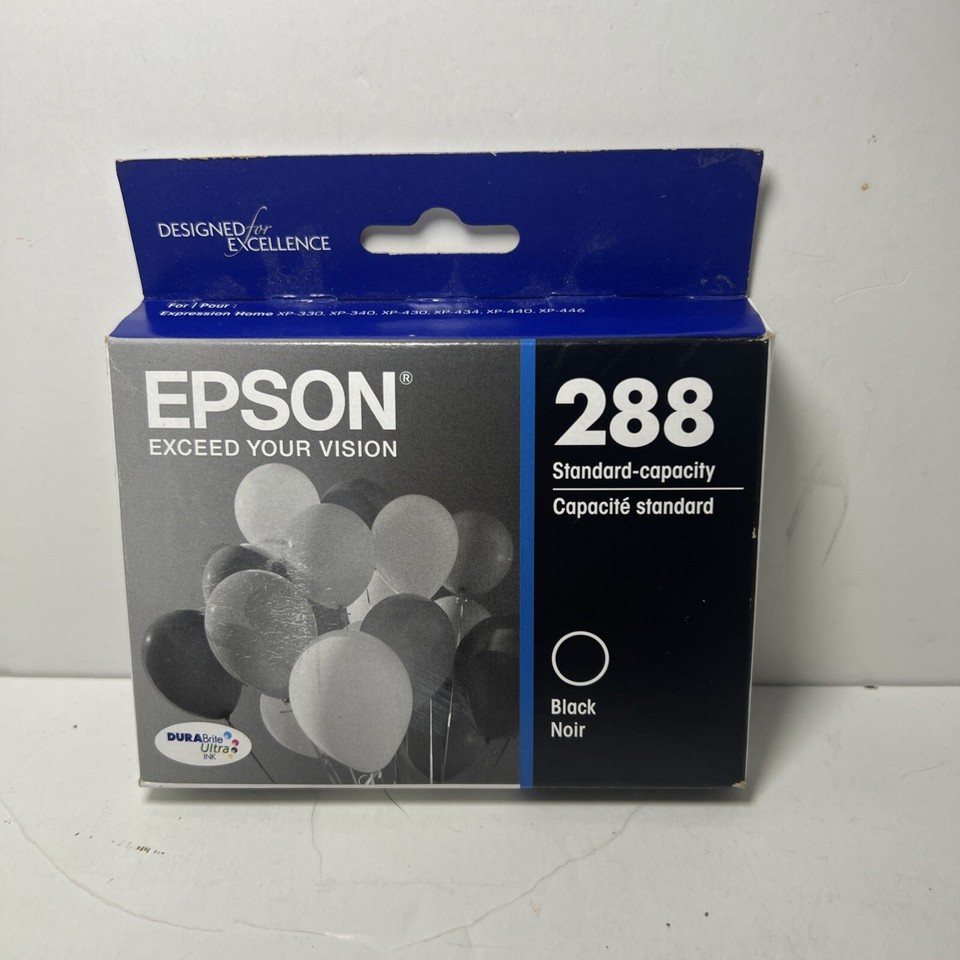 DESIGNED for
EXCELLENCE
For / Pour :
Expression Home XP-330, XP-340, XP-430, XP-434, XP-440, XP-446
EPSON®
EXCEED YOUR VISION
288
Standard-capacity
Capacité standard
Black
Noir
DURABrite
Ultra
INK